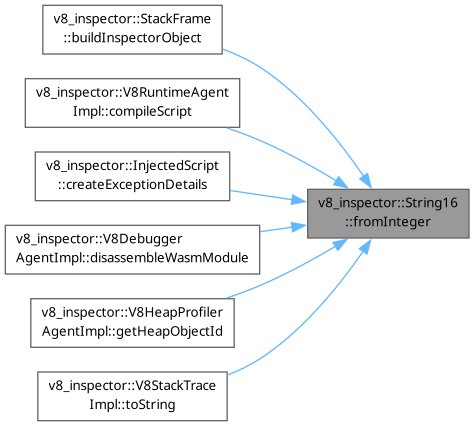 v8_inspector::StackFrame
::buildInspectorObject
v8_inspector::V8RuntimeAgent
Impl::compileScript
v8_inspector::InjectedScript
::createExceptionDetails
v8_inspector::String16
::fromInteger
v8_inspector::V8Debugger
AgentImpl::disassembleWasmModule
v8_inspector::V8HeapProfiler
AgentImpl::getHeapObjectId
v8_inspector::V8StackTrace
Impl::toString